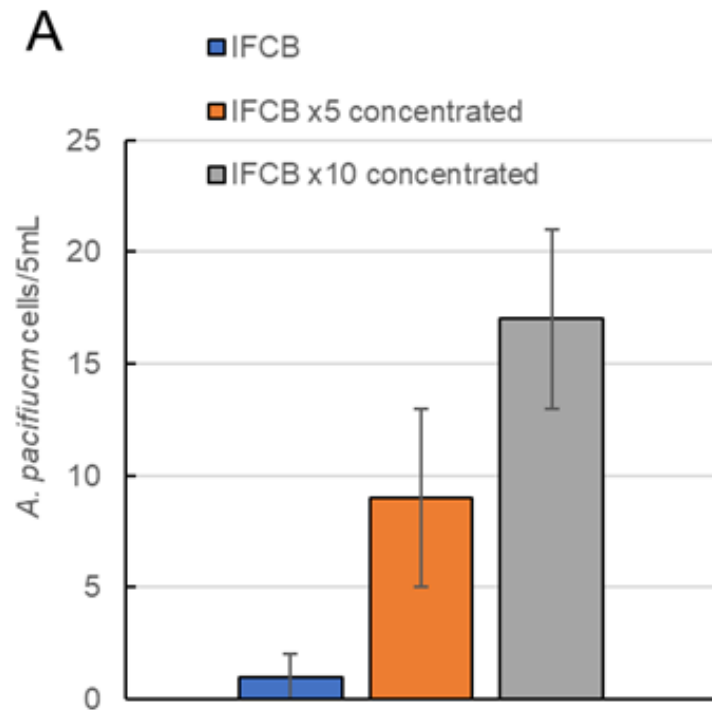 A
IFCB
IFCB x5 concentrated
IFCB x10 concentrated
25
20
15
10
5
0
A. pacifiucm cells/5mL